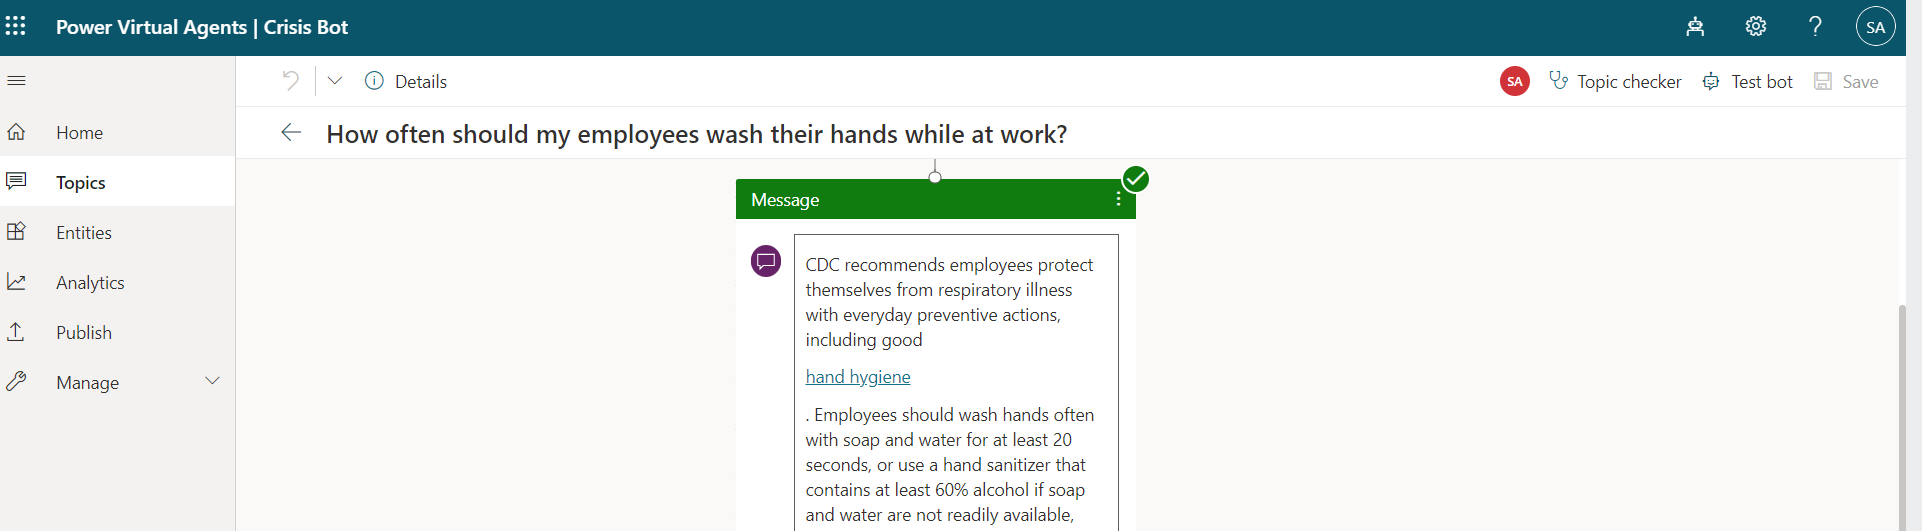 Power Virtual Agents | Crisis Bot
?
SA
Details
SA
Topic checker
Test bot
Save
How often should my employees wash their hands while at work?
Home
Topics
Entities
Analytics
Publish
Manage
Message
CDC recommends employees protect
themselves from respiratory illness
with everyday preventive actions,
including good
hand hygiene
. Employees should wash hands often
with soap and water for at least 20
seconds, or use a hand sanitizer that
contains at least 60% alcohol if soap
and water are not readily available,